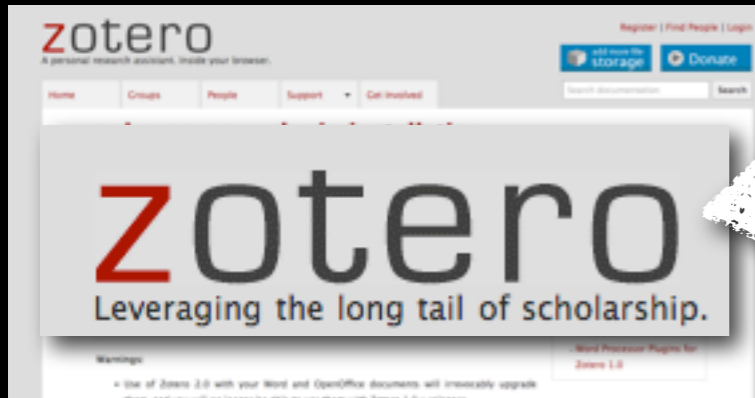 zotero
A personal research assistant. Inside your browser.
Register | Find People | Login
add more file
storage
Donate
Home Groups People Support Get Involved
Search documentation Search
zotero
Leveraging the long tail of scholarship.
Word Processor Plugins for
Zotero 1.0
Warnings:
• Use of Zotero 2.0 with your Word and OpenOffice documents will irrevocably upgrade